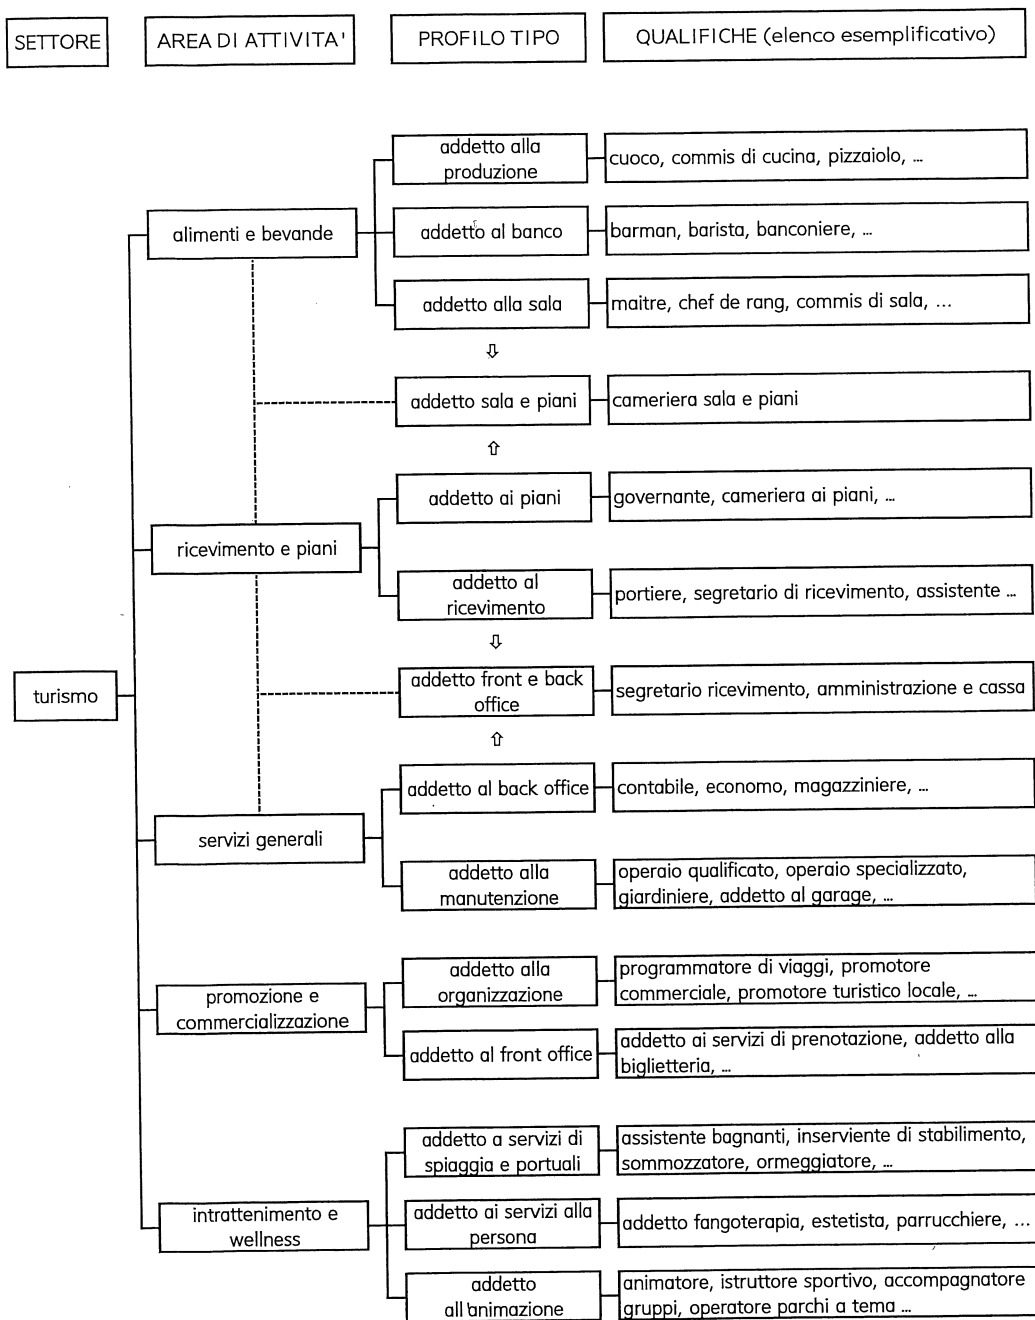 SETTORE
AREA DI ATTIVITA'
PROFILO TIPO
QUALIFICHE (elenco esemplificativo)
addetto alla
produzione
cuoco, commis di cucina, pizzaiolo, ...
alimenti e bevande
addetto al banco
barman, barista, banconiere, ...
addetto alla sala
maitre, chef de rang, commis di sala, ...
addetto sala e piani
cameriera sala e piani
addetto ai piani
governante, cameriera ai piani, ...
ricevimento e piani
addetto al
ricevimento
portiere, segretario di ricevimento, assistente ...
turismo
addetto front e back
office
segretario ricevimento, amministrazione e cassa
addetto al back office
contabile, economo, magazziniere, ...
servizi generali
addetto alla
manutenzione
operaio qualificato, operaio specializzato,
giardiniere, addetto al garage, ...
promozione e
commercializzazione
addetto alla
organizzazione
programmatore di viaggi, promotore
commerciale, promotore turistico locale, ...
addetto al front office
addetto ai servizi di prenotazione, addetto alla
biglietteria, ...
addetto a servizi di
spiaggia e portuali
assistente bagnanti, inserviente di stabilimento,
sommozzatore, ormeggiatore, ...
intrattenimento e
wellness
addetto ai servizi alla
persona
addetto fangoterapia, estetista, parrucchiere, ...
addetto
all'animazione
animatore, istruttore sportivo, accompagnatore
gruppi, operatore parchi a tema ...